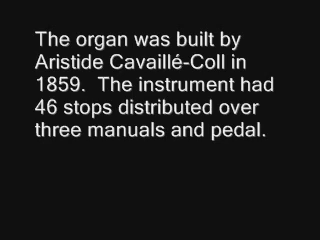 The organ was built by
Aristide Cavaillé-Coll in
1859.  The instrument had
46 stops distributed over
three manuals and pedal.